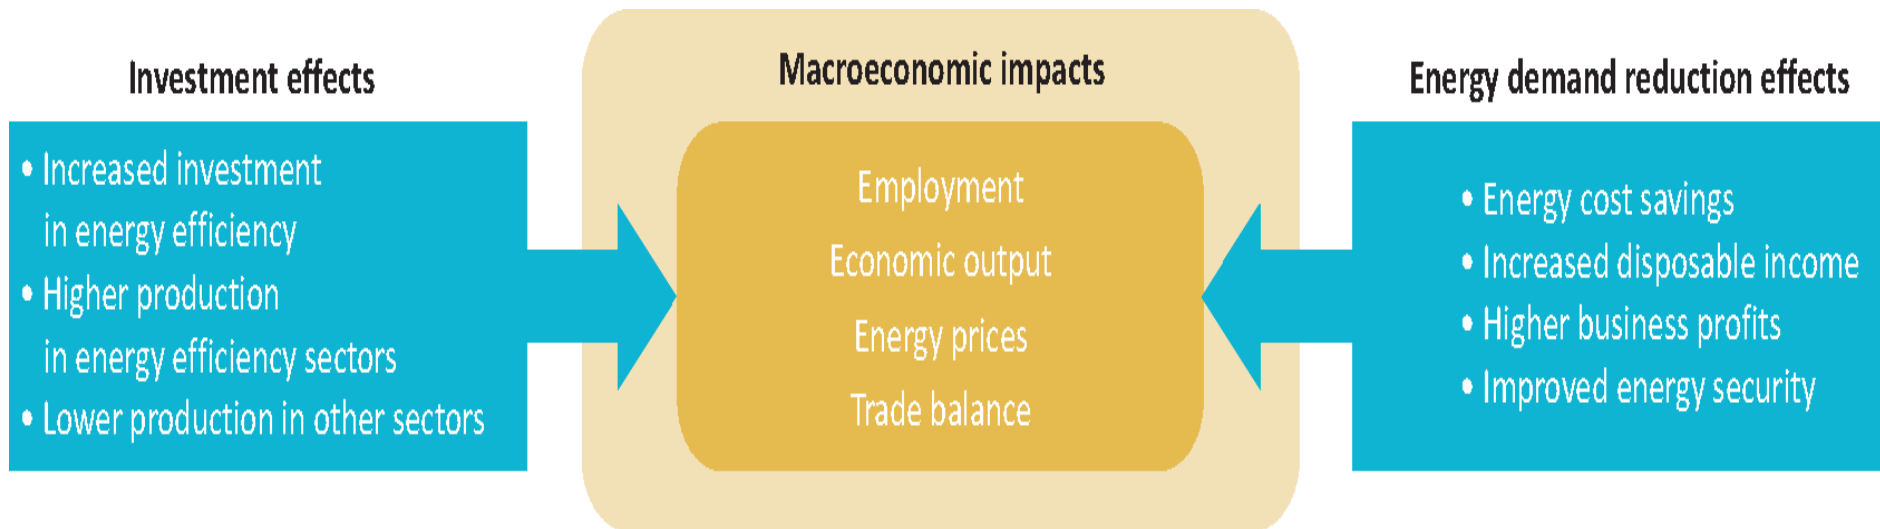 Investment effects
• Increased investment
in energy efficiency
• Higher production
in energy efficiency sectors
• Lower production in other sectors
Macroeconomic impacts
Employment
Economic output
Energy prices
Trade balance
Energy demand reduction effects
• Energy cost savings
• Increased disposable income
• Higher business profits
• Improved energy security